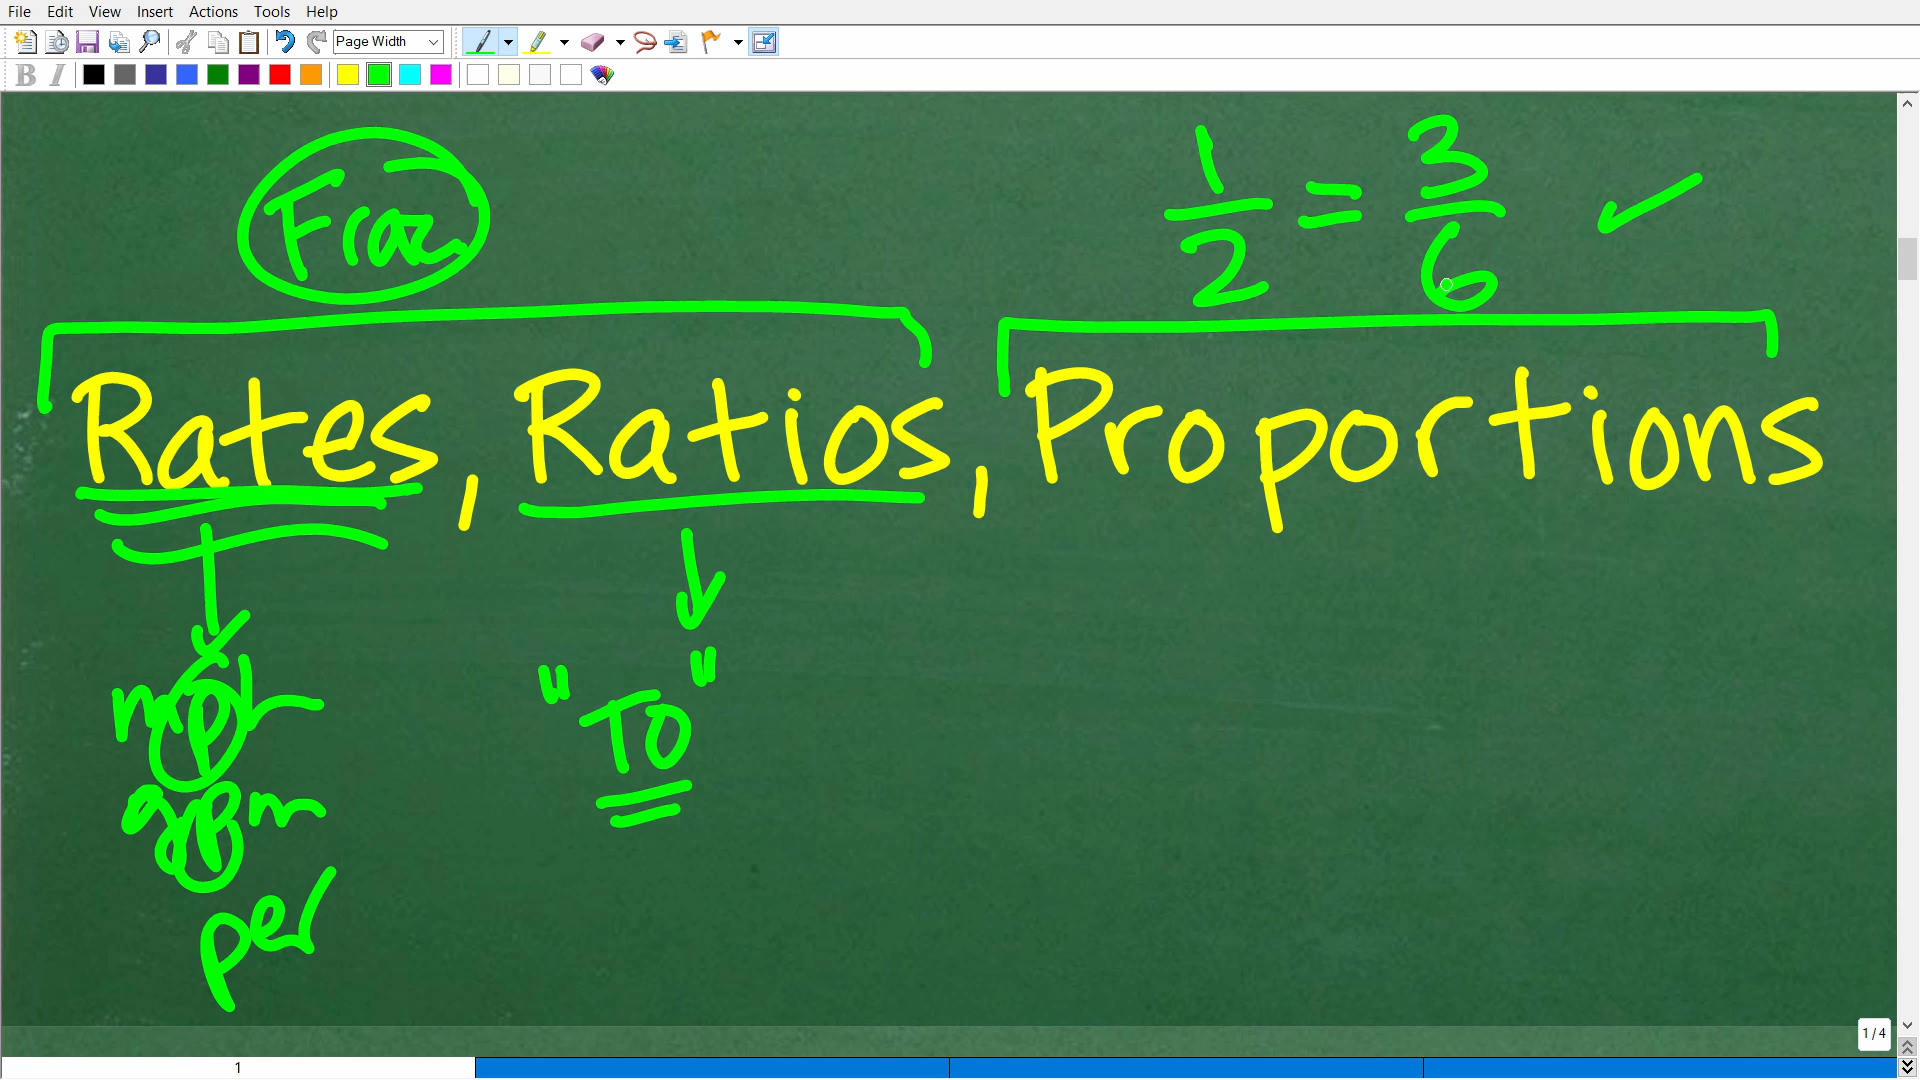 File Edit View Insert Actions Tools Help
Page Width
B I
Frac
1/2 = 3/6 ✓
Rates, Ratios, Proportions
mph
"TO"
gpm
per
1 / 4
1